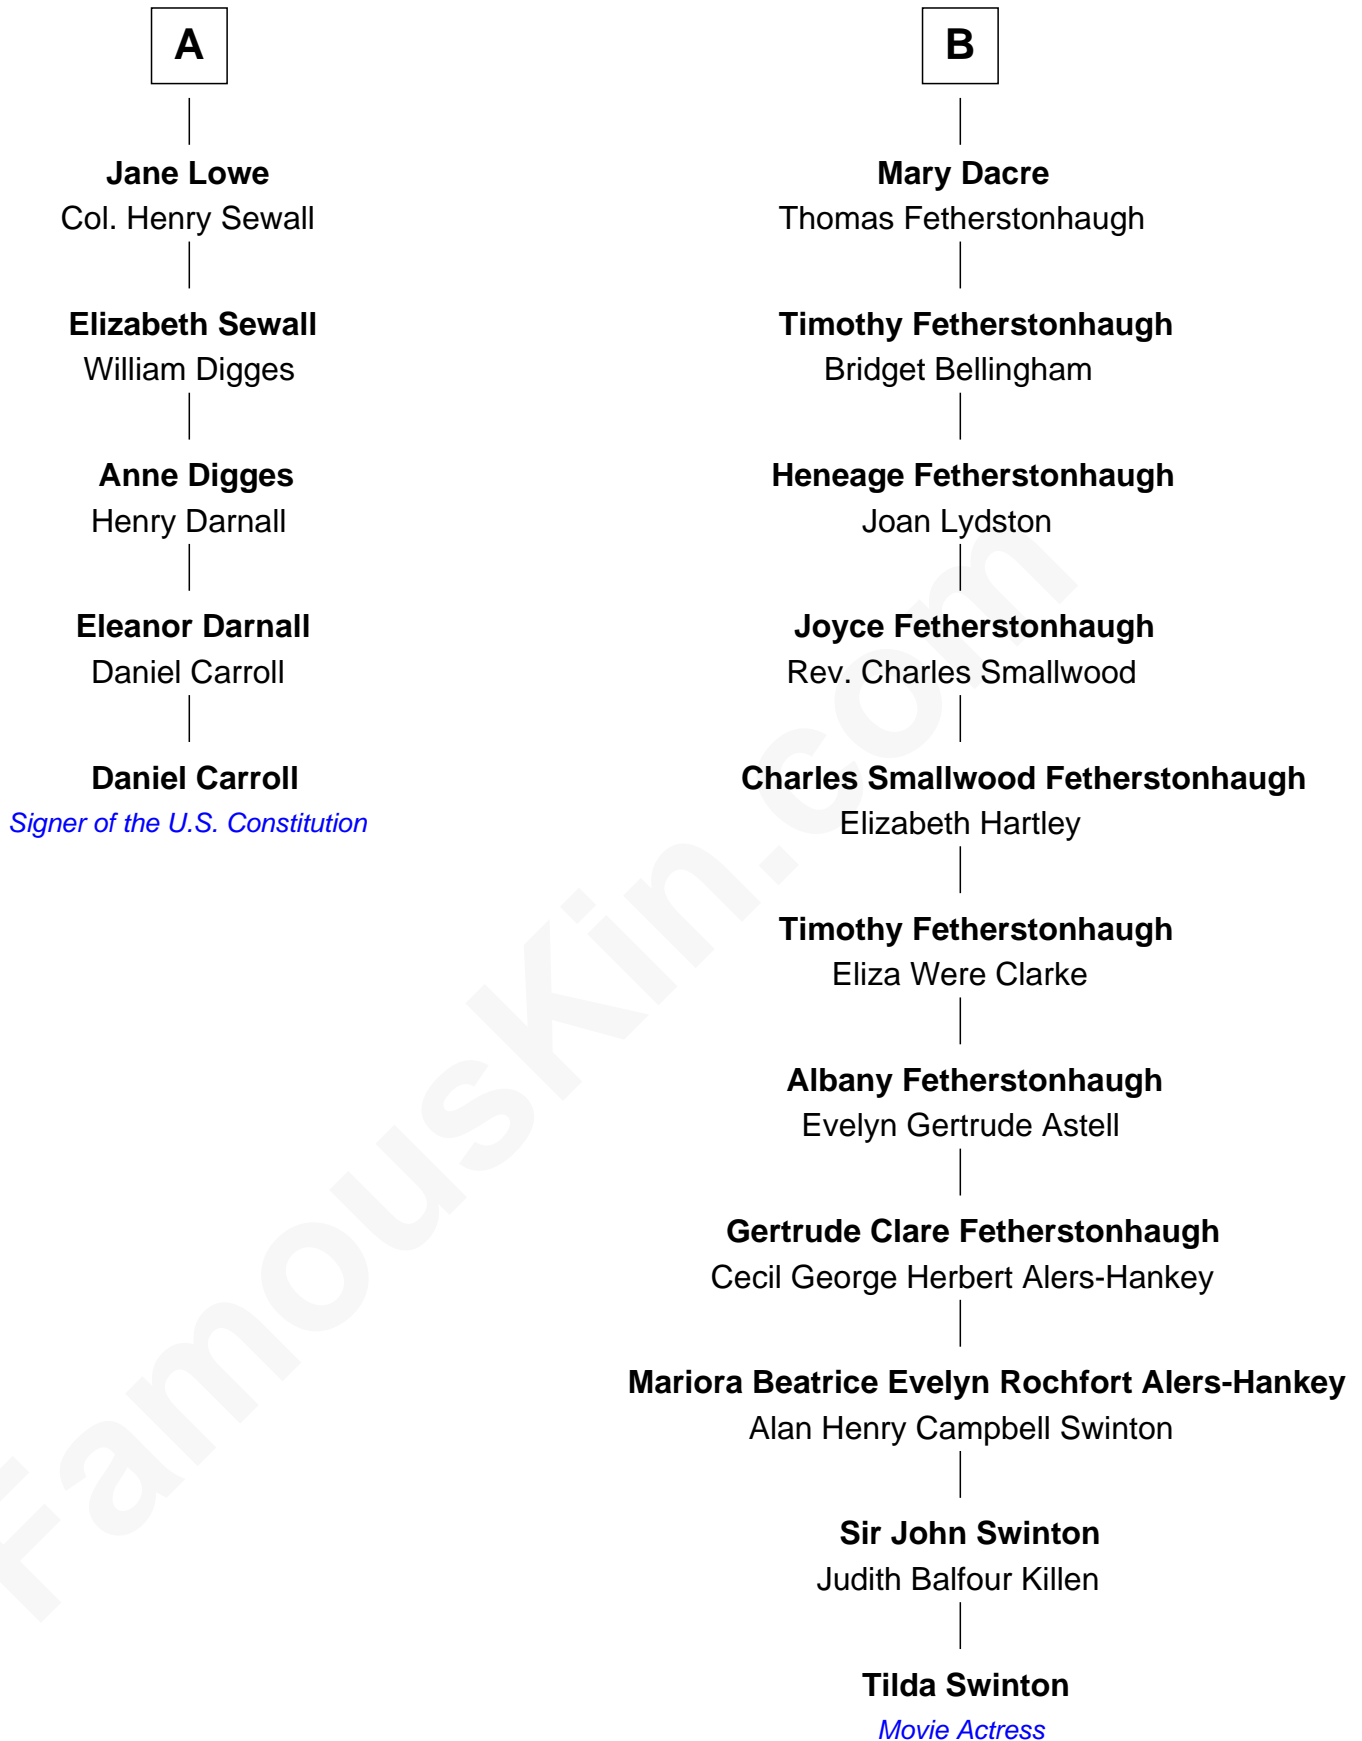 A
Jane Lowe
Col. Henry Sewall
Elizabeth Sewall
William Digges
Anne Digges
Henry Darnall
Eleanor Darnall
Daniel Carroll
Daniel Carroll
Signer of the U.S. Constitution
B
Mary Dacre
Thomas Fetherstonhaugh
Timothy Fetherstonhaugh
Bridget Bellingham
Heneage Fetherstonhaugh
Joan Lydston
Joyce Fetherstonhaugh
Rev. Charles Smallwood
Charles Smallwood Fetherstonhaugh
Elizabeth Hartley
Timothy Fetherstonhaugh
Eliza Were Clarke
Albany Fetherstonhaugh
Evelyn Gertrude Astell
Gertrude Clare Fetherstonhaugh
Cecil George Herbert Alers-Hankey
Mariora Beatrice Evelyn Rochfort Alers-Hankey
Alan Henry Campbell Swinton
Sir John Swinton
Judith Balfour Killen
Tilda Swinton
Movie Actress
FamousKin.com